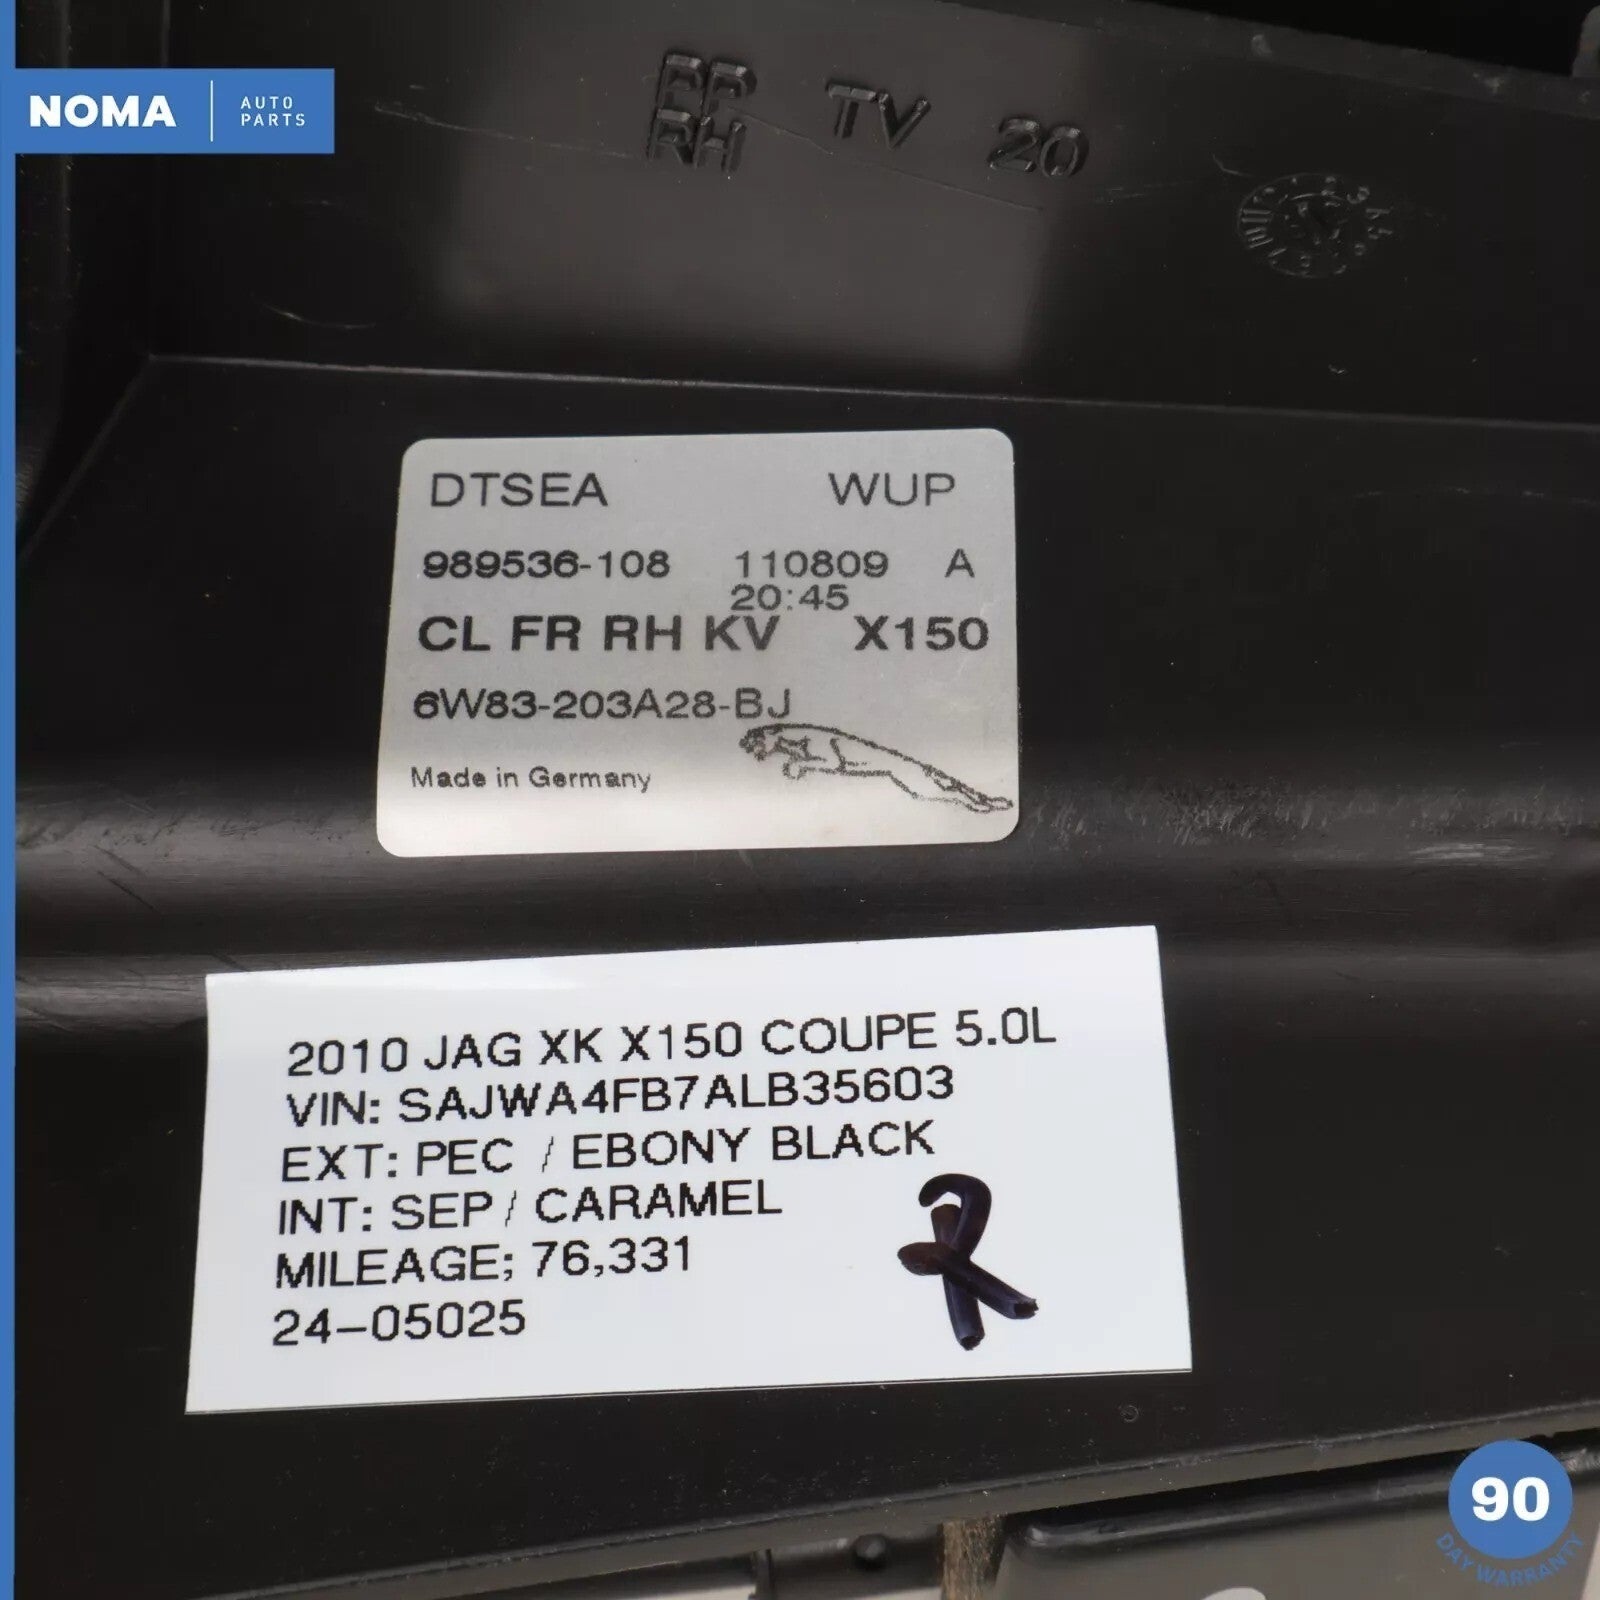 NOMA
AUTO
PARTS
PP TV 20
RH
DTSEA WUP
989536-108 110809 A
20:45
CL FR RH KV X150
6W83-203A28-BJ
Made in Germany
2010 JAG XK X150 COUPE 5.0L
VIN: SAJWA4FB7ALB35603
EXT: PEC / EBONY BLACK
INT: SEP / CARAMEL
MILEAGE; 76,331
24-05025
R
90
DAY WARRANTY